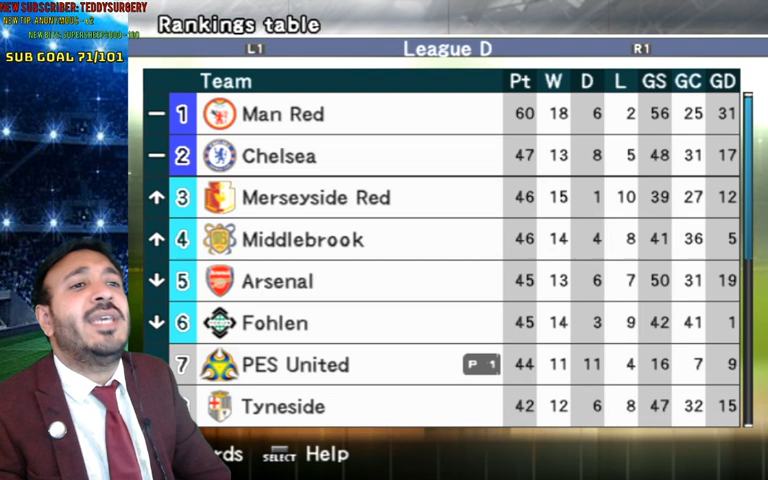 NEW SUBSCRIBER: TEDDYSURGERY
NEW TIP: ANONYMOUS - £2
SUB GOAL 71/101
Rankings table
L1 League D R1
Team Pt W D L GS GC GD
1 Man Red 60 18 6 2 56 25 31
2 Chelsea 47 13 8 5 48 31 17
3 Merseyside Red 46 15 1 10 39 27 12
4 Middlebrook 46 14 4 8 41 36 5
5 Arsenal 45 13 6 7 50 31 19
6 Fohlen 45 14 3 9 42 41 1
7 PES United P 1 44 11 11 4 16 7 9
Tyneside 42 12 6 8 47 32 15
rds SELECT Help